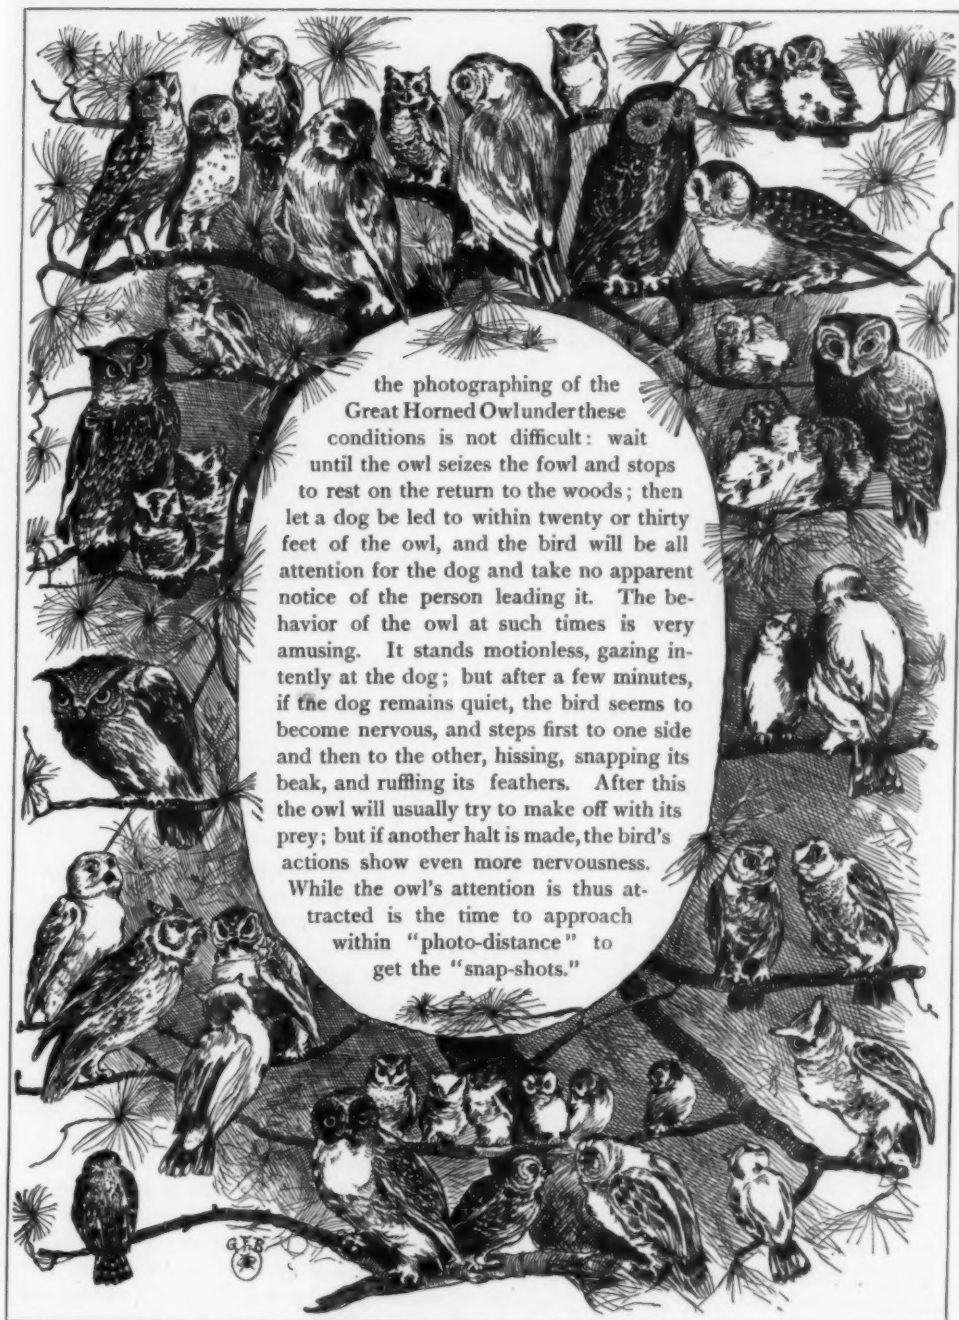 the photographing of the
Great Horned Owl under these
conditions is not difficult: wait
until the owl seizes the fowl and stops
to rest on the return to the woods; then
let a dog be led to within twenty or thirty
feet of the owl, and the bird will be all
attention for the dog and take no apparent
notice of the person leading it. The be-
havior of the owl at such times is very
amusing. It stands motionless, gazing in-
tently at the dog; but after a few minutes,
if the dog remains quiet, the bird seems to
become nervous, and steps first to one side
and then to the other, hissing, snapping its
beak, and ruffling its feathers. After this
the owl will usually try to make off with its
prey; but if another halt is made, the bird's
actions show even more nervousness.
While the owl's attention is thus at-
tracted is the time to approach
within "photo-distance" to
get the "snap-shots."